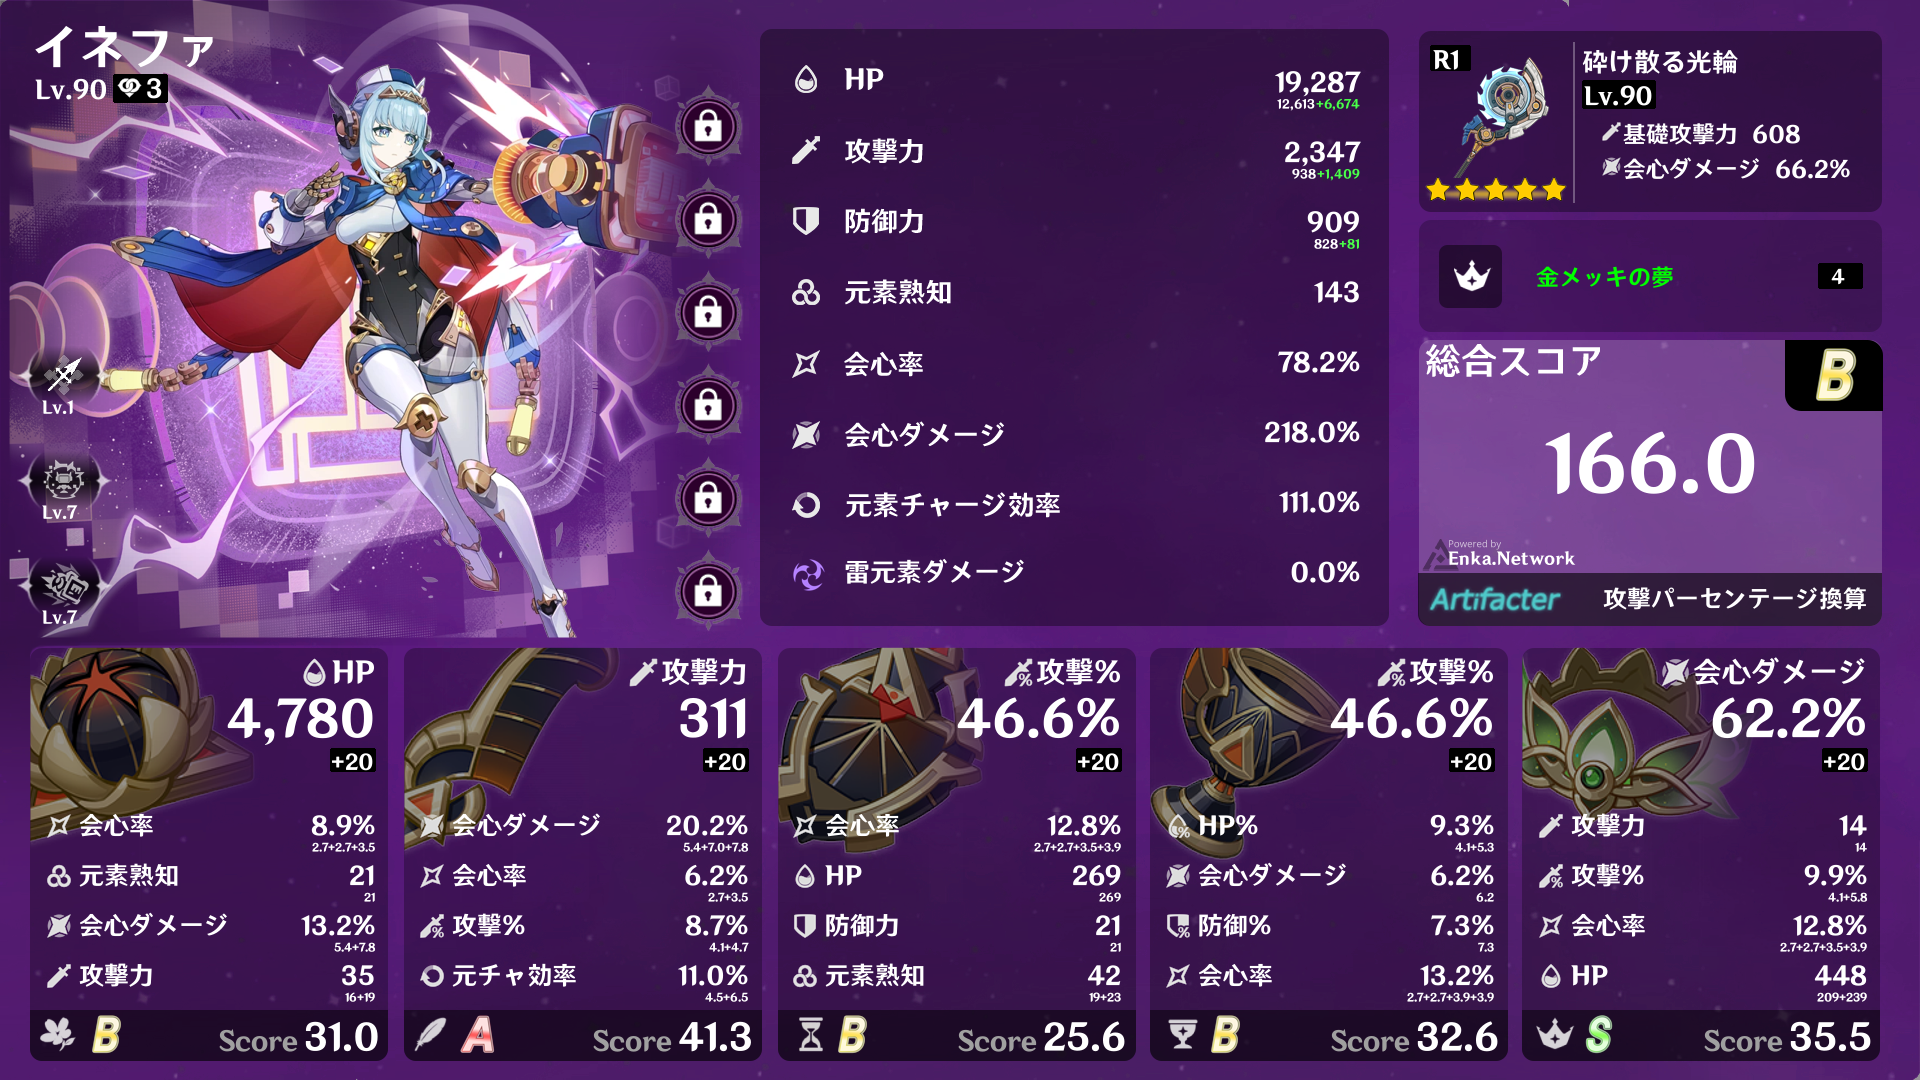 イネファ
Lv.90 3
Lv.1
Lv.7
Lv.7
HP 19,287
12,613+6,674
攻撃力 2,347
938+1,409
防御力 909
828+81
元素熟知 143
会心率 78.2%
会心ダメージ 218.0%
元素チャージ効率 111.0%
雷元素ダメージ 0.0%
R1
砕け散る光輪
Lv.90
基礎攻撃力 608
会心ダメージ 66.2%
金メッキの夢 4
総合スコア B
166.0
Powered by
Enka.Network
Artifacter 攻撃パーセンテージ換算
HP
4,780
+20
会心率 8.9%
2.7+2.7+3.5
元素熟知 21
21
会心ダメージ 13.2%
5.4+7.8
攻撃力 35
16+19
B Score 31.0
攻撃力
311
+20
会心ダメージ 20.2%
5.4+7.0+7.8
会心率 6.2%
2.7+3.5
攻撃% 8.7%
4.1+4.7
元チャ効率 11.0%
4.5+6.5
A Score 41.3
攻撃%
46.6%
+20
会心率 12.8%
2.7+2.7+3.5+3.9
HP 269
269
防御力 21
21
元素熟知 42
19+23
B Score 25.6
攻撃%
46.6%
+20
HP% 9.3%
4.1+5.3
会心ダメージ 6.2%
6.2
防御% 7.3%
7.3
会心率 13.2%
2.7+2.7+3.9+3.9
B Score 32.6
会心ダメージ
62.2%
+20
攻撃力 14
14
攻撃% 9.9%
4.1+5.8
会心率 12.8%
2.7+2.7+3.5+3.9
HP 448
209+239
S Score 35.5